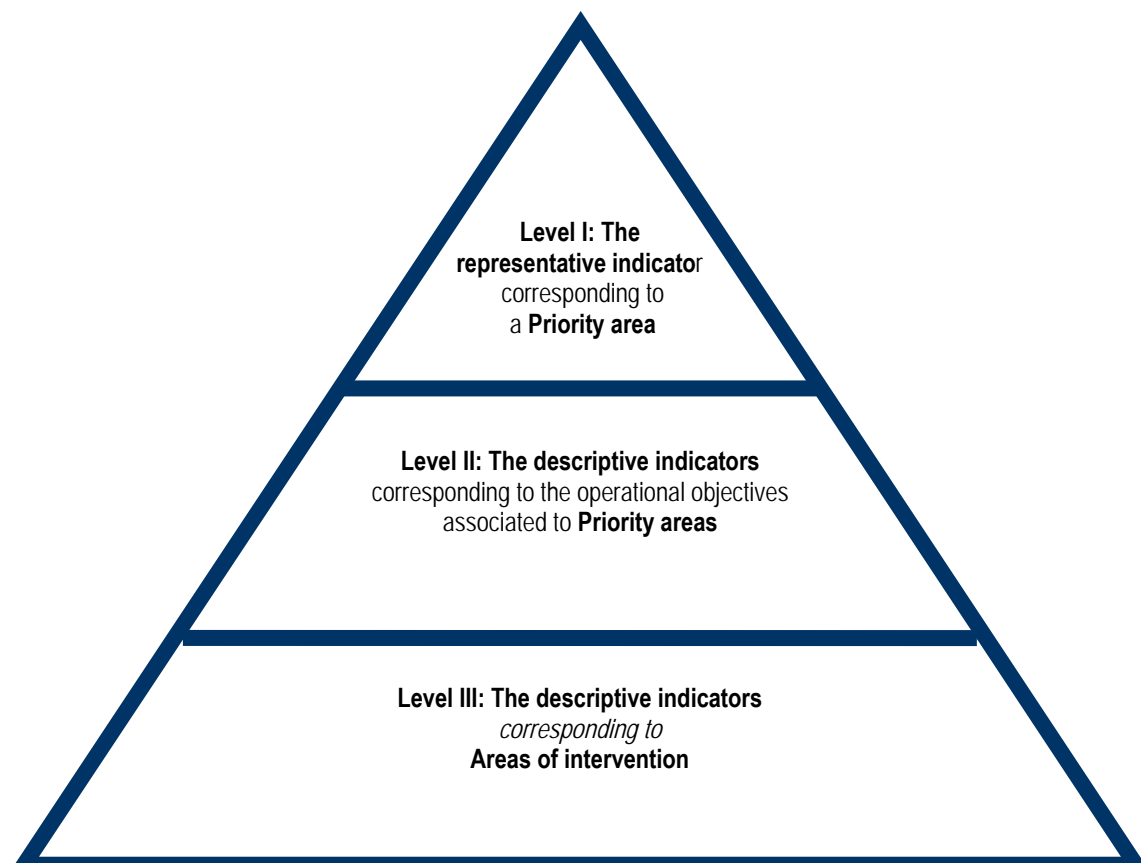 Level I: The
representative indicator
corresponding to
a Priority area
Level II: The descriptive indicators
corresponding to the operational objectives
associated to Priority areas
Level III: The descriptive indicators
corresponding to
Areas of intervention